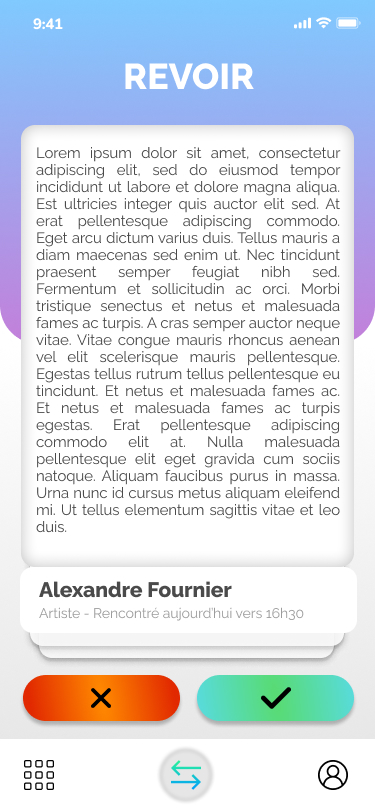 9:41
REVOIR
Lorem ipsum dolor sit amet, consectetur
adipiscing elit, sed do eiusmod tempor
incididunt ut labore et dolore magna aliqua.
Est ultricies integer quis auctor elit sed. At
erat pellentesque adipiscing commodo.
Eget arcu dictum varius duis. Tellus mauris a
diam maecenas sed enim ut. Nec tincidunt
praesent semper feugiat nibh sed.
Fermentum et sollicitudin ac orci. Morbi
tristique senectus et netus et malesuada
fames ac turpis. A cras semper auctor neque
vitae. Vitae congue mauris rhoncus aenean
vel elit scelerisque mauris pellentesque.
Egestas tellus rutrum tellus pellentesque eu
tincidunt. Et netus et malesuada fames ac.
Et netus et malesuada fames ac turpis
egestas. Erat pellentesque adipiscing
commodo elit at. Nulla malesuada
pellentesque elit eget gravida cum sociis
natoque. Aliquam faucibus purus in massa.
Urna nunc id cursus metus aliquam eleifend
mi. Ut tellus elementum sagittis vitae et leo
duis.
Alexandre Fournier
Artiste - Rencontré aujourd'hui vers 16h30